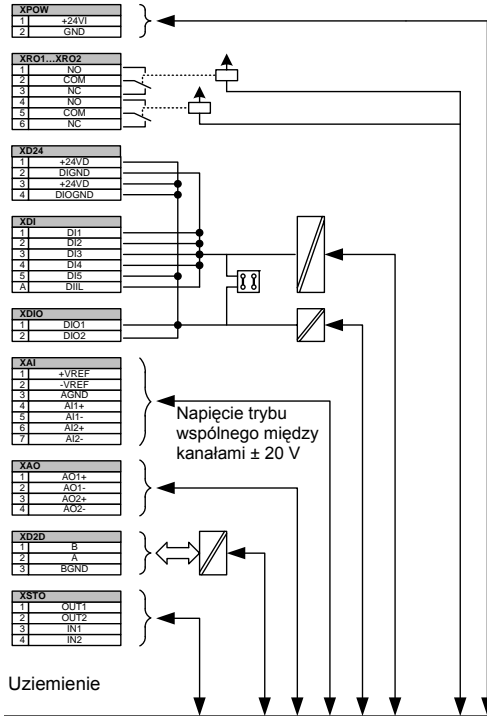 XPOW
1 +24VI
2 GND
XRO1...XRO2
1 NO
2 COM
3 NC
4 NO
5 COM
6 NC
XD24
1 +24VD
2 DIGND
3 +24VD
4 DIOGND
XDI
1 DI1
2 DI2
3 DI3
4 DI4
5 DI5
A DIIL
XDIO
1 DIO1
2 DIO2
XAI
1 +VREF
2 -VREF
3 AGND
4 AI1+
5 AI1-
6 AI2+
7 AI2-
Napięcie trybu
wspólnego między
kanałami ± 20 V
XAO
1 AO1+
2 AO1-
3 AO2+
4 AO2-
XD2D
1 B
2 A
3 BGND
XSTO
1 OUT1
2 OUT2
3 IN1
4 IN2
Uziemienie